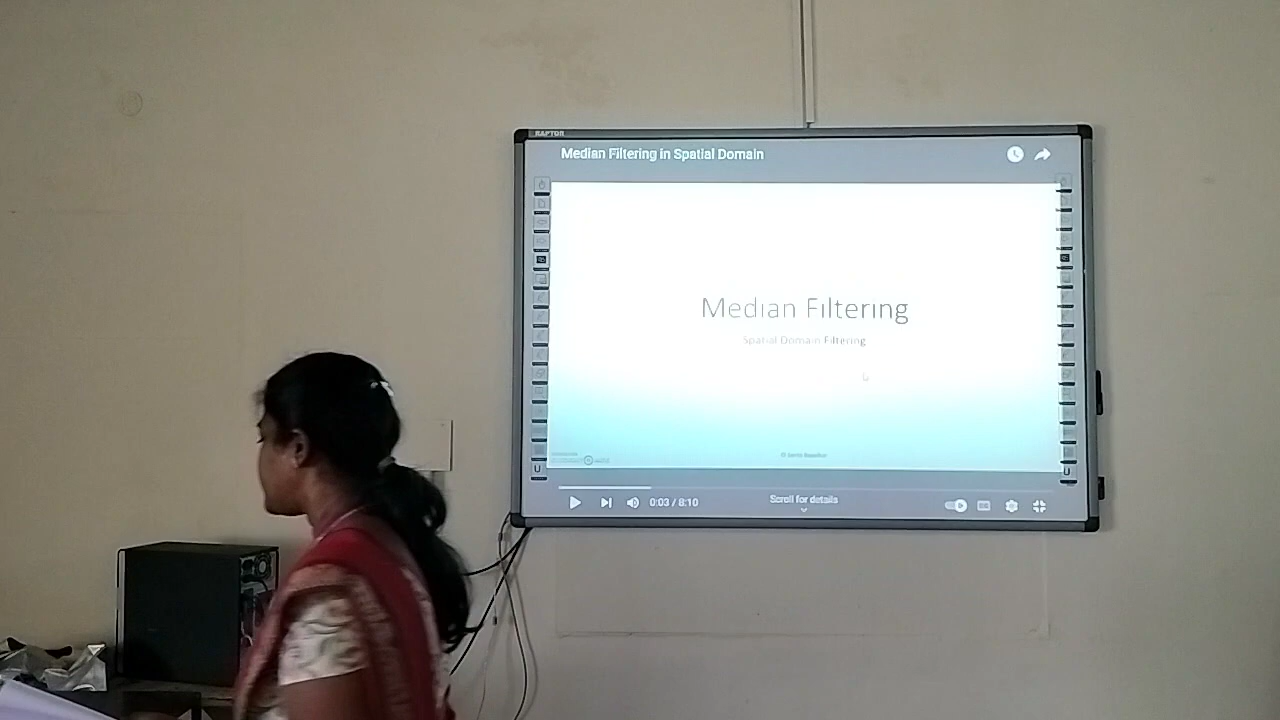 RAPTOR
Median Filtering in Spatial Domain
Median Filtering
Spatial Domain Filtering
0:03 / 8:10
Scroll for details